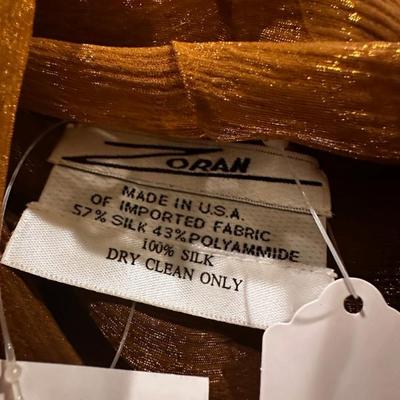 ZORAN
MADE IN U.S.A.
OF IMPORTED FABRIC
57% SILK 43% POLYAMMIDE
100% SILK
DRY CLEAN ONLY